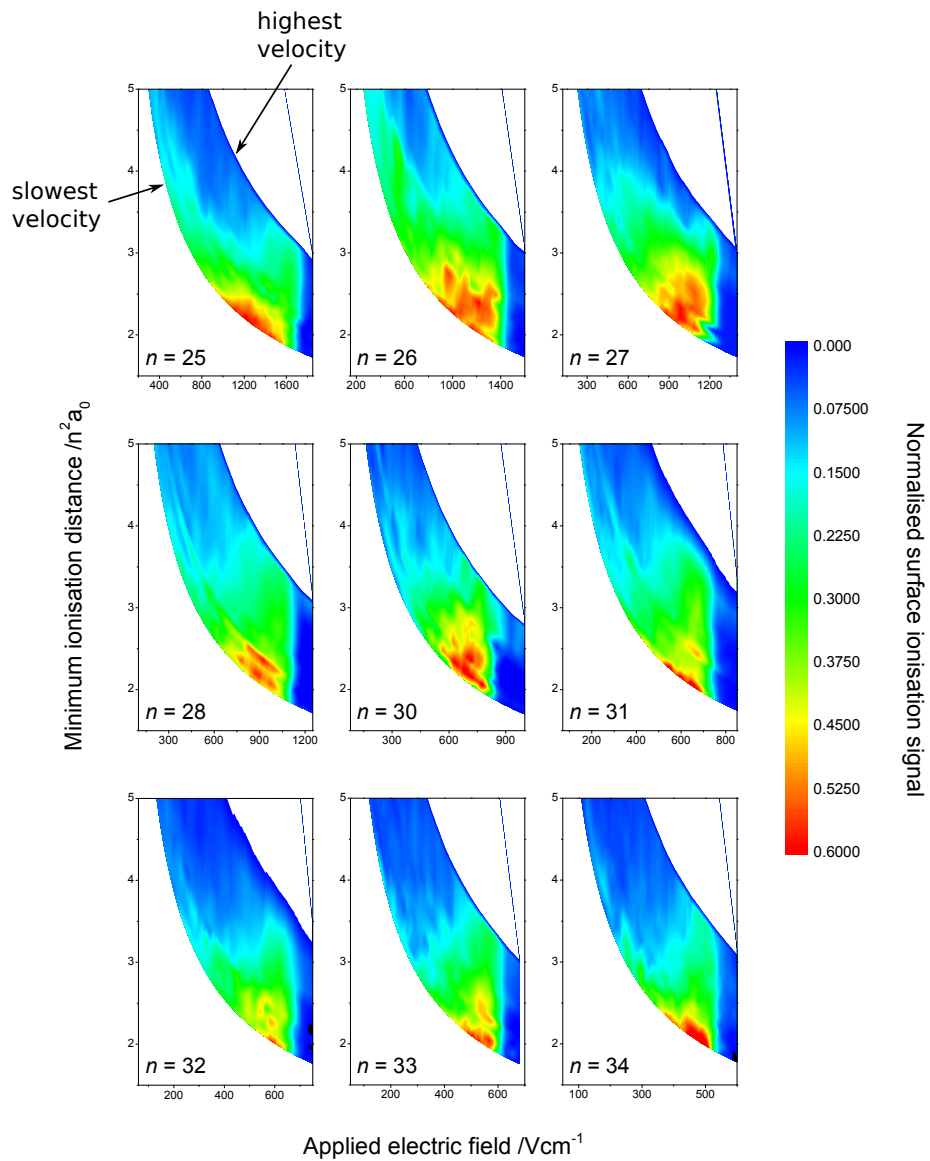 highest
velocity
slowest
velocity
5
4
3
2
400 800 1200 1600
n = 25
5
4
3
2
200 600 1000 1400
n = 26
5
4
3
2
300 600 900 1200
n = 27
5
4
3
2
300 600 900 1200
n = 28
5
4
3
2
300 600 900
n = 30
5
4
3
2
200 400 600 800
n = 31
5
4
3
2
200 400 600
n = 32
5
4
3
2
200 400 600
n = 33
5
4
3
2
100 300 500
n = 34
Minimum ionisation distance /n²a₀
Applied electric field /Vcm⁻¹
0.000
0.07500
0.1500
0.2250
0.3000
0.3750
0.4500
0.5250
0.6000
Normalised surface ionisation signal